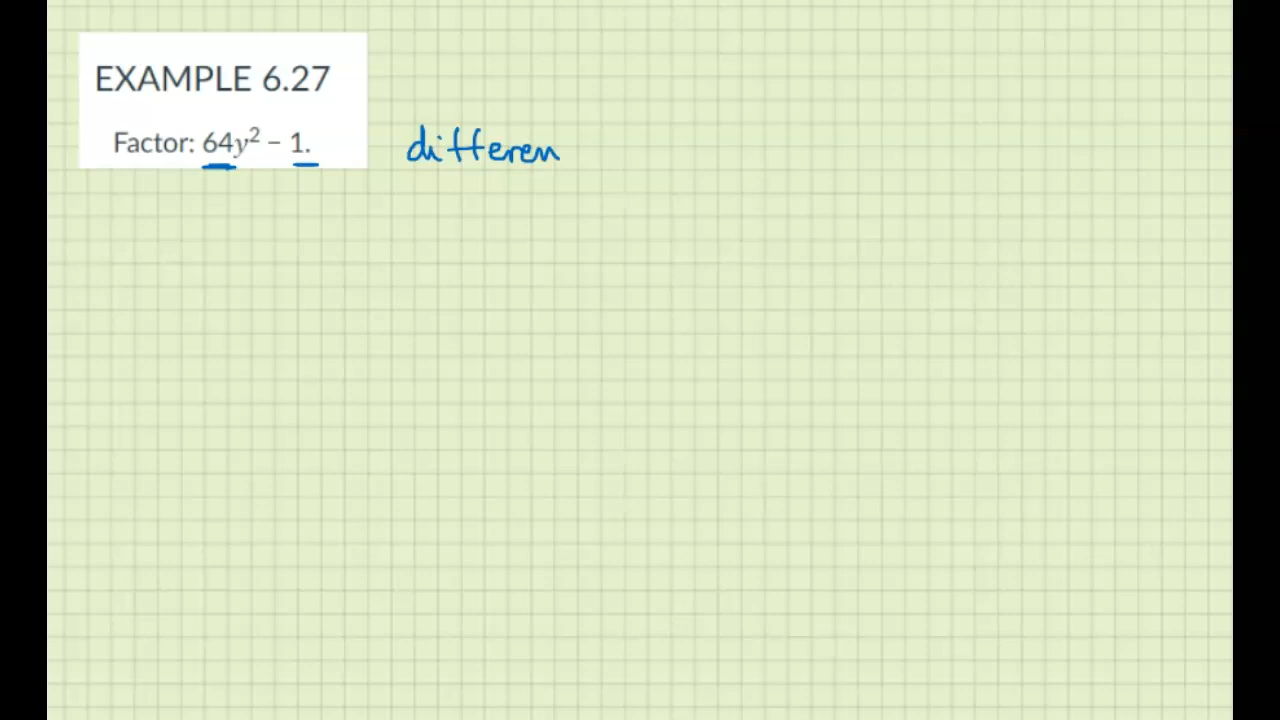 EXAMPLE 6.27
Factor: 64y² − 1.
differen